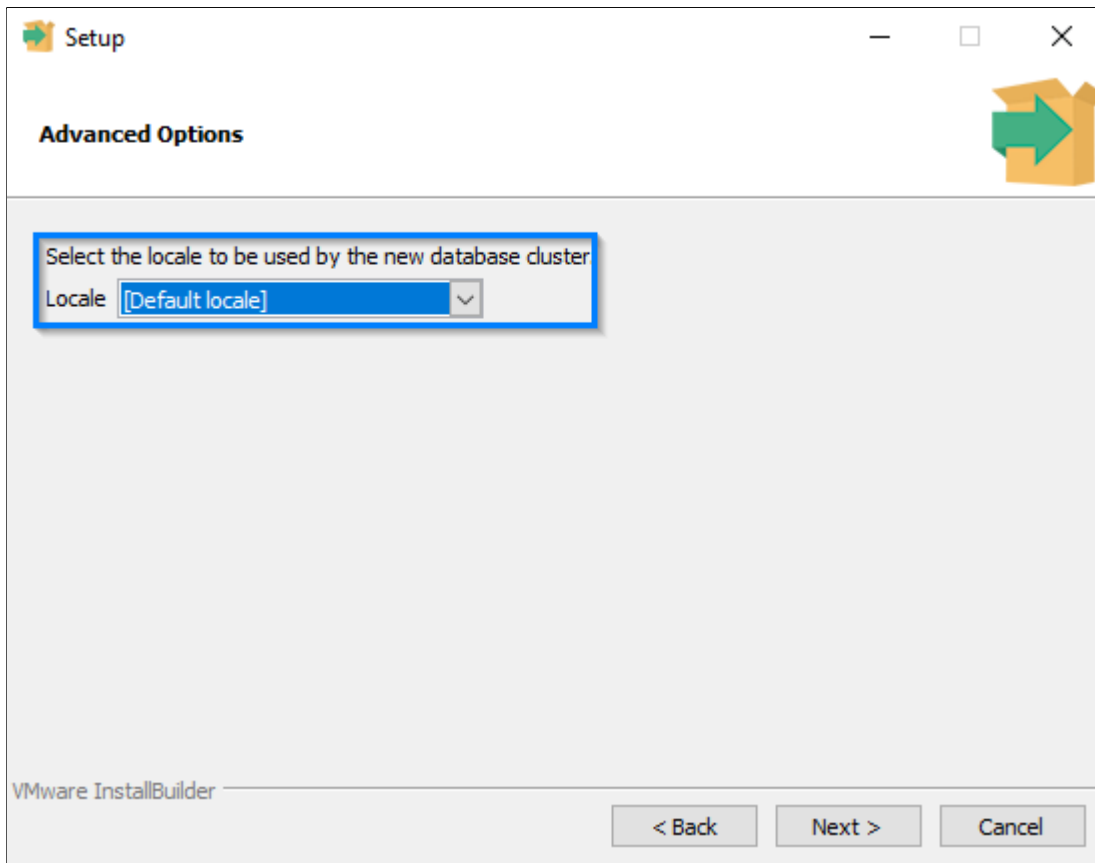 Setup
Advanced Options
Select the locale to be used by the new database cluster.
Locale [Default locale]
VMware InstallBuilder
< Back Next > Cancel